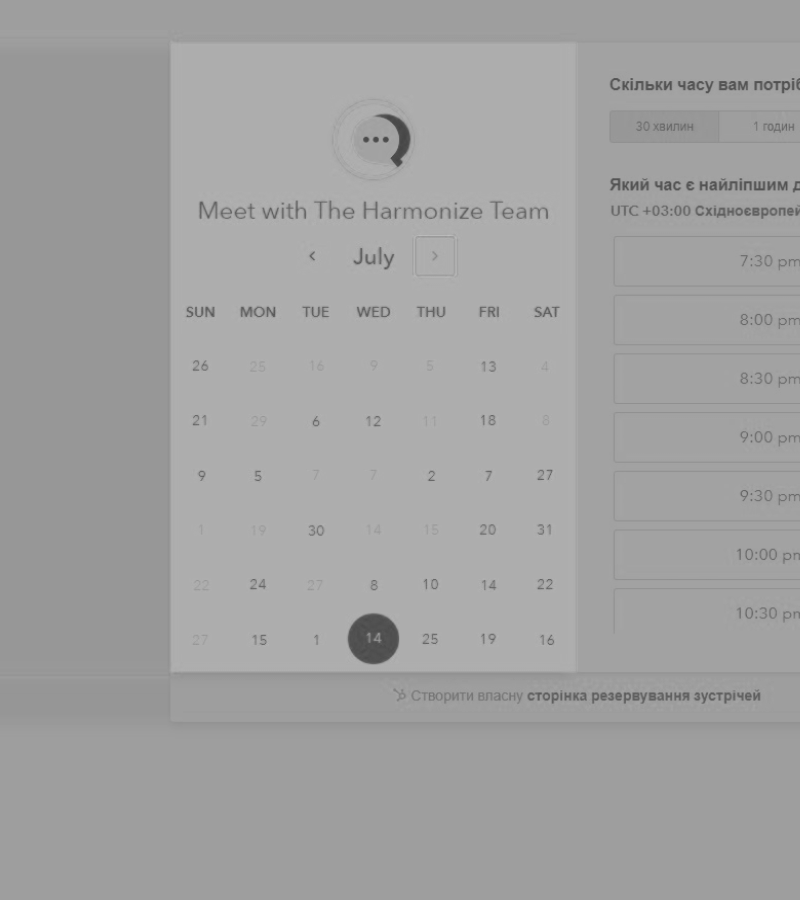 Meet with The Harmonize Team
July
SUN MON TUE WED THU FRI SAT
26 25 16 9 5 13 4
21 29 6 12 11 18 8
9 5 7 7 2 7 27
1 19 30 14 15 20 31
22 24 27 8 10 14 22
27 15 1 14 25 19 16
Скільки часу вам потріб
30 хвилин 1 годин
Який час є найліпшим д
UTC +03:00 Східноєвропей
7:30 pm
8:00 pm
8:30 pm
9:00 pm
9:30 pm
10:00 pm
10:30 pm
Створити власну сторінка резервування зустрічей